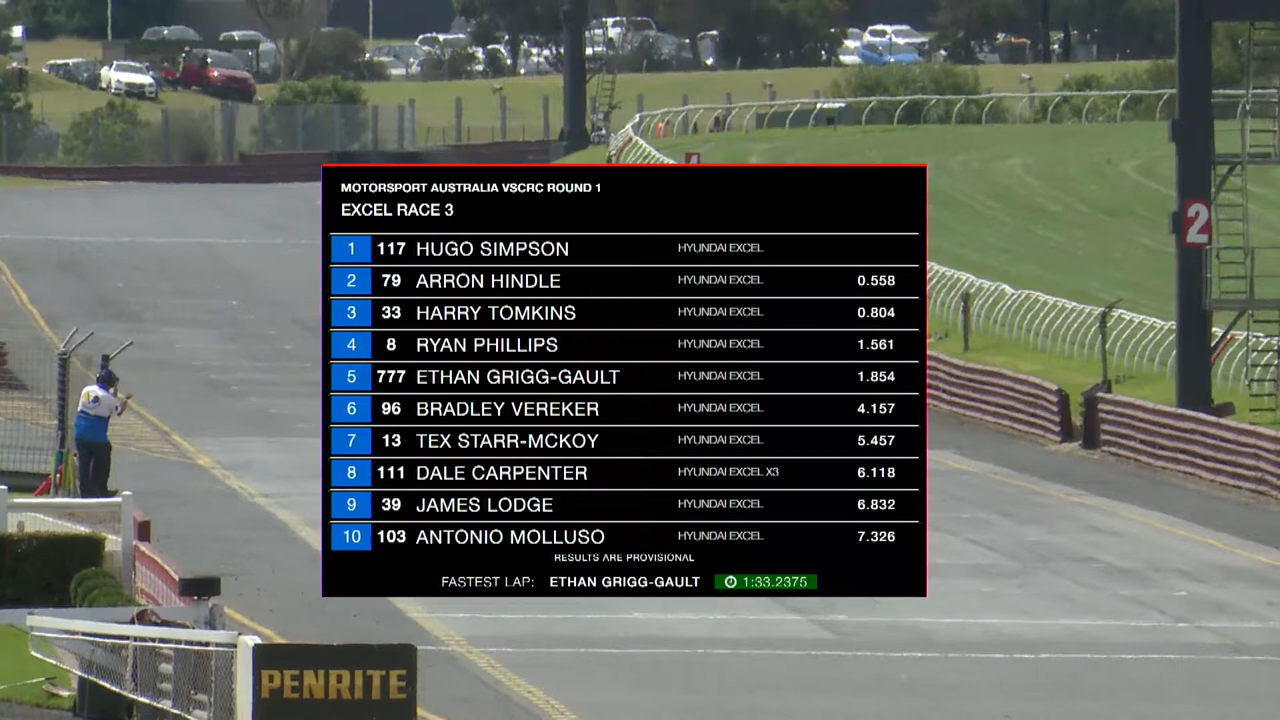 MOTORSPORT AUSTRALIA VSCRC ROUND 1
EXCEL RACE 3
1 117 HUGO SIMPSON HYUNDAI EXCEL
2 79 ARRON HINDLE HYUNDAI EXCEL 0.558
3 33 HARRY TOMKINS HYUNDAI EXCEL 0.804
4 8 RYAN PHILLIPS HYUNDAI EXCEL 1.561
5 777 ETHAN GRIGG-GAULT HYUNDAI EXCEL 1.854
6 96 BRADLEY VEREKER HYUNDAI EXCEL 4.157
7 13 TEX STARR-MCKOY HYUNDAI EXCEL 5.457
8 111 DALE CARPENTER HYUNDAI EXCEL X3 6.118
9 39 JAMES LODGE HYUNDAI EXCEL 6.832
10 103 ANTONIO MOLLUSO HYUNDAI EXCEL 7.326
RESULTS ARE PROVISIONAL
FASTEST LAP: ETHAN GRIGG-GAULT 1:33.2375
2
PENRITE